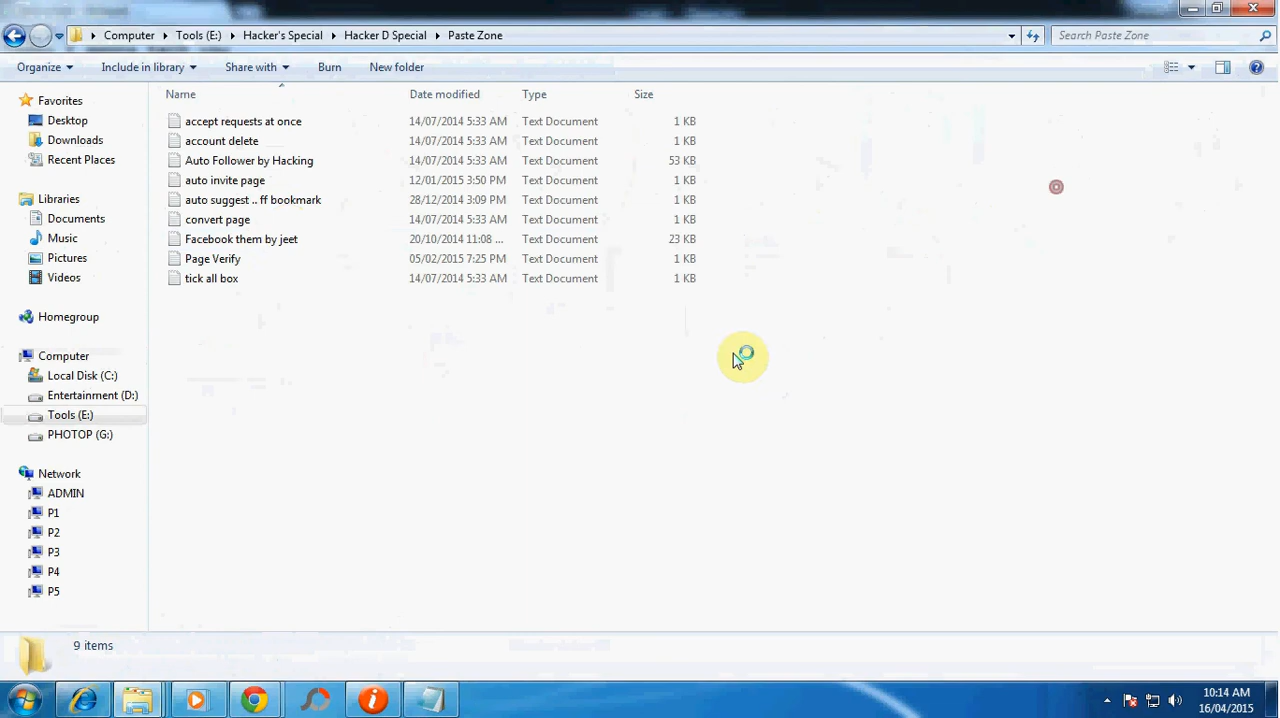 Computer Tools (E:) Hacker's Special Hacker D Special Paste Zone Search Paste Zone
Organize Include in library Share with Burn New folder
Name Date modified Type Size
accept requests at once 14/07/2014 5:33 AM Text Document 1 KB
account delete 14/07/2014 5:33 AM Text Document 1 KB
Auto Follower by Hacking 14/07/2014 5:33 AM Text Document 53 KB
auto invite page 12/01/2015 3:50 PM Text Document 1 KB
auto suggest .. ff bookmark 28/12/2014 3:09 PM Text Document 1 KB
convert page 14/07/2014 5:33 AM Text Document 1 KB
Facebook them by jeet 20/10/2014 11:08 ... Text Document 23 KB
Page Verify 05/02/2015 7:25 PM Text Document 1 KB
tick all box 14/07/2014 5:33 AM Text Document 1 KB
Favorites
Desktop
Downloads
Recent Places
Libraries
Documents
Music
Pictures
Videos
Homegroup
Computer
Local Disk (C:)
Entertainment (D:)
Tools (E:)
PHOTOP (G:)
Network
ADMIN
P1
P2
P3
P4
P5
9 items
10:14 AM
16/04/2015